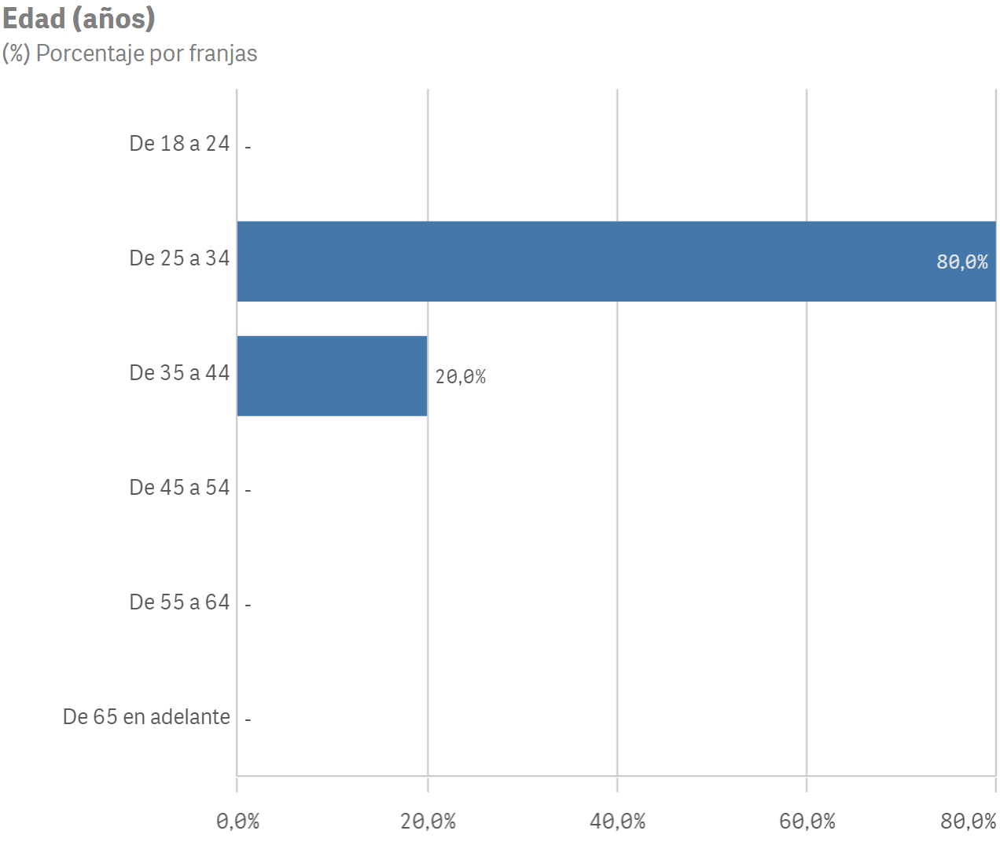 Edad (años)
(%) Porcentaje por franjas
De 18 a 24 -
De 25 a 34 80,0%
De 35 a 44 20,0%
De 45 a 54 -
De 55 a 64 -
De 65 en adelante -
0,0% 20,0% 40,0% 60,0% 80,0%